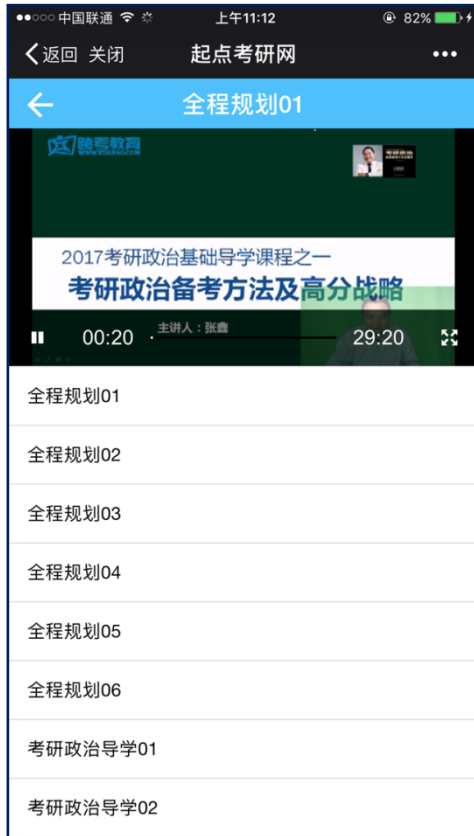 中国联通 上午11:12 82%
返回 关闭 起点考研网
全程规划01
跨考教育
2017考研政治基础导学课程之一
考研政治备考方法及高分战略
主讲人：张鑫
00:20 29:20
全程规划01
全程规划02
全程规划03
全程规划04
全程规划05
全程规划06
考研政治导学01
考研政治导学02